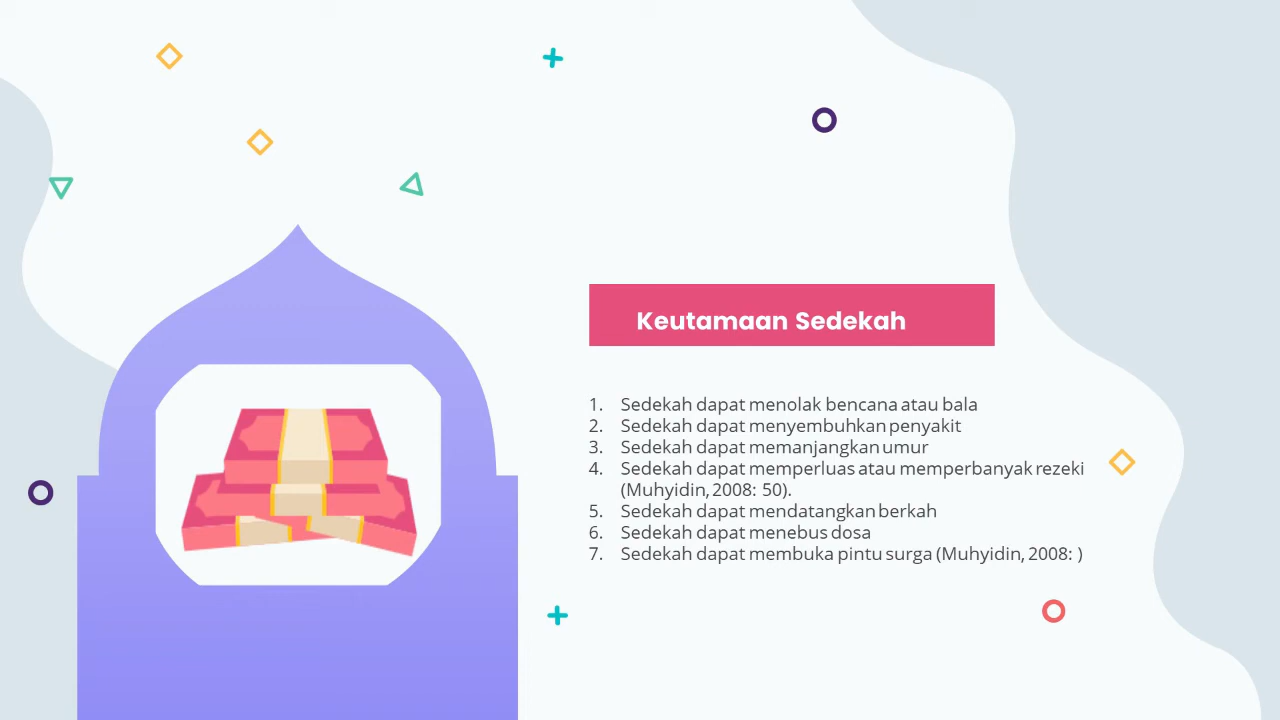 Keutamaan Sedekah
1. Sedekah dapat menolak bencana atau bala
2. Sedekah dapat menyembuhkan penyakit
3. Sedekah dapat memanjangkan umur
4. Sedekah dapat memperluas atau memperbanyak rezeki
(Muhyidin, 2008: 50).
5. Sedekah dapat mendatangkan berkah
6. Sedekah dapat menebus dosa
7. Sedekah dapat membuka pintu surga (Muhyidin, 2008: )